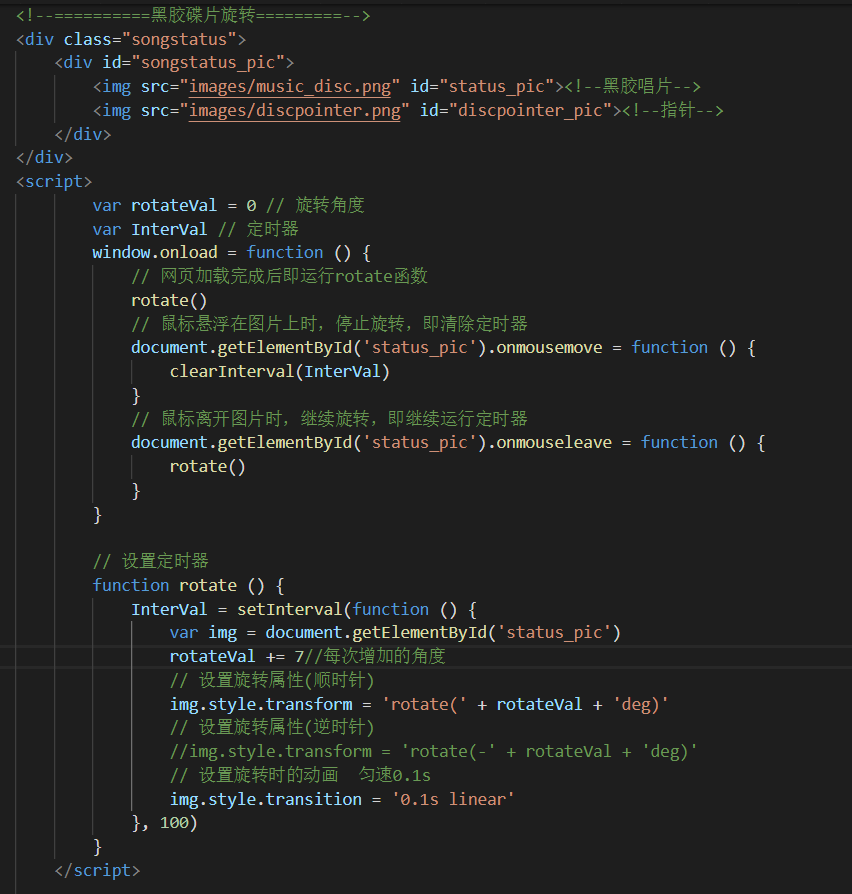 <!--==========黑胶碟片旋转=========-->
<div class="songstatus">
    <div id="songstatus_pic">
        <img src="images/music_disc.png" id="status_pic"><!--黑胶唱片-->
        <img src="images/discpointer.png" id="discpointer_pic"><!--指针-->
    </div>
</div>
<script>
        var rotateVal = 0 // 旋转角度
        var InterVal // 定时器
        window.onload = function () {
            // 网页加载完成后即运行rotate函数
            rotate()
            // 鼠标悬浮在图片上时，停止旋转，即清除定时器
            document.getElementById('status_pic').onmousemove = function () {
                clearInterval(InterVal)
            }
            // 鼠标离开图片时，继续旋转，即继续运行定时器
            document.getElementById('status_pic').onmouseleave = function () {
                rotate()
            }
        }

        // 设置定时器
        function rotate () {
            InterVal = setInterval(function () {
                var img = document.getElementById('status_pic')
                rotateVal += 7//每次增加的角度
                // 设置旋转属性(顺时针)
                img.style.transform = 'rotate(' + rotateVal + 'deg)'
                // 设置旋转属性(逆时针)
                //img.style.transform = 'rotate(-' + rotateVal + 'deg)'
                // 设置旋转时的动画  匀速0.1s
                img.style.transition = '0.1s linear'
            }, 100)
        }
    </script>